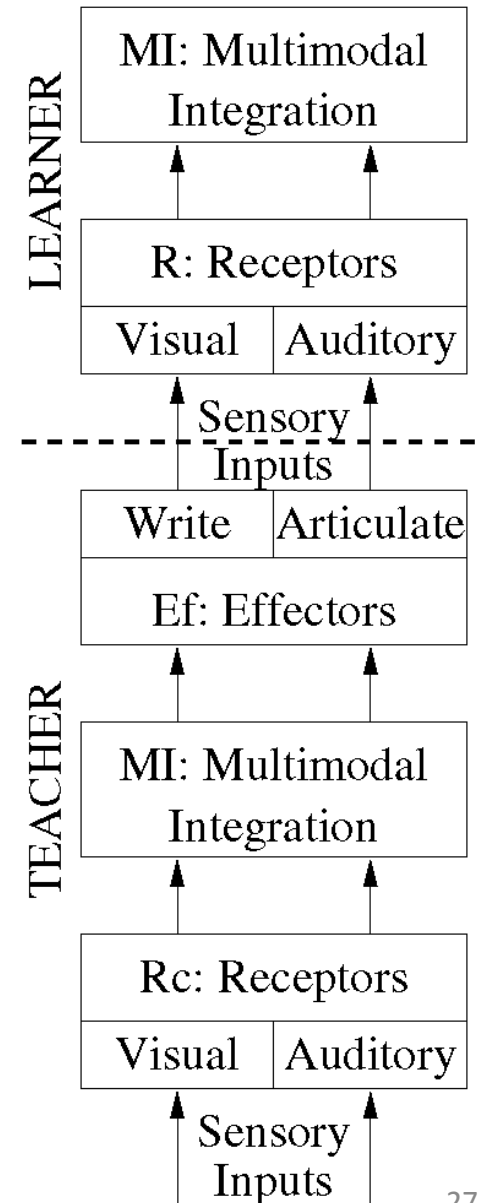 LEARNER
MI: Multimodal
Integration
R: Receptors
Visual Auditory
Sensory
Inputs
Write Articulate
Ef: Effectors
TEACHER
MI: Multimodal
Integration
Rc: Receptors
Visual Auditory
Sensory
Inputs
27